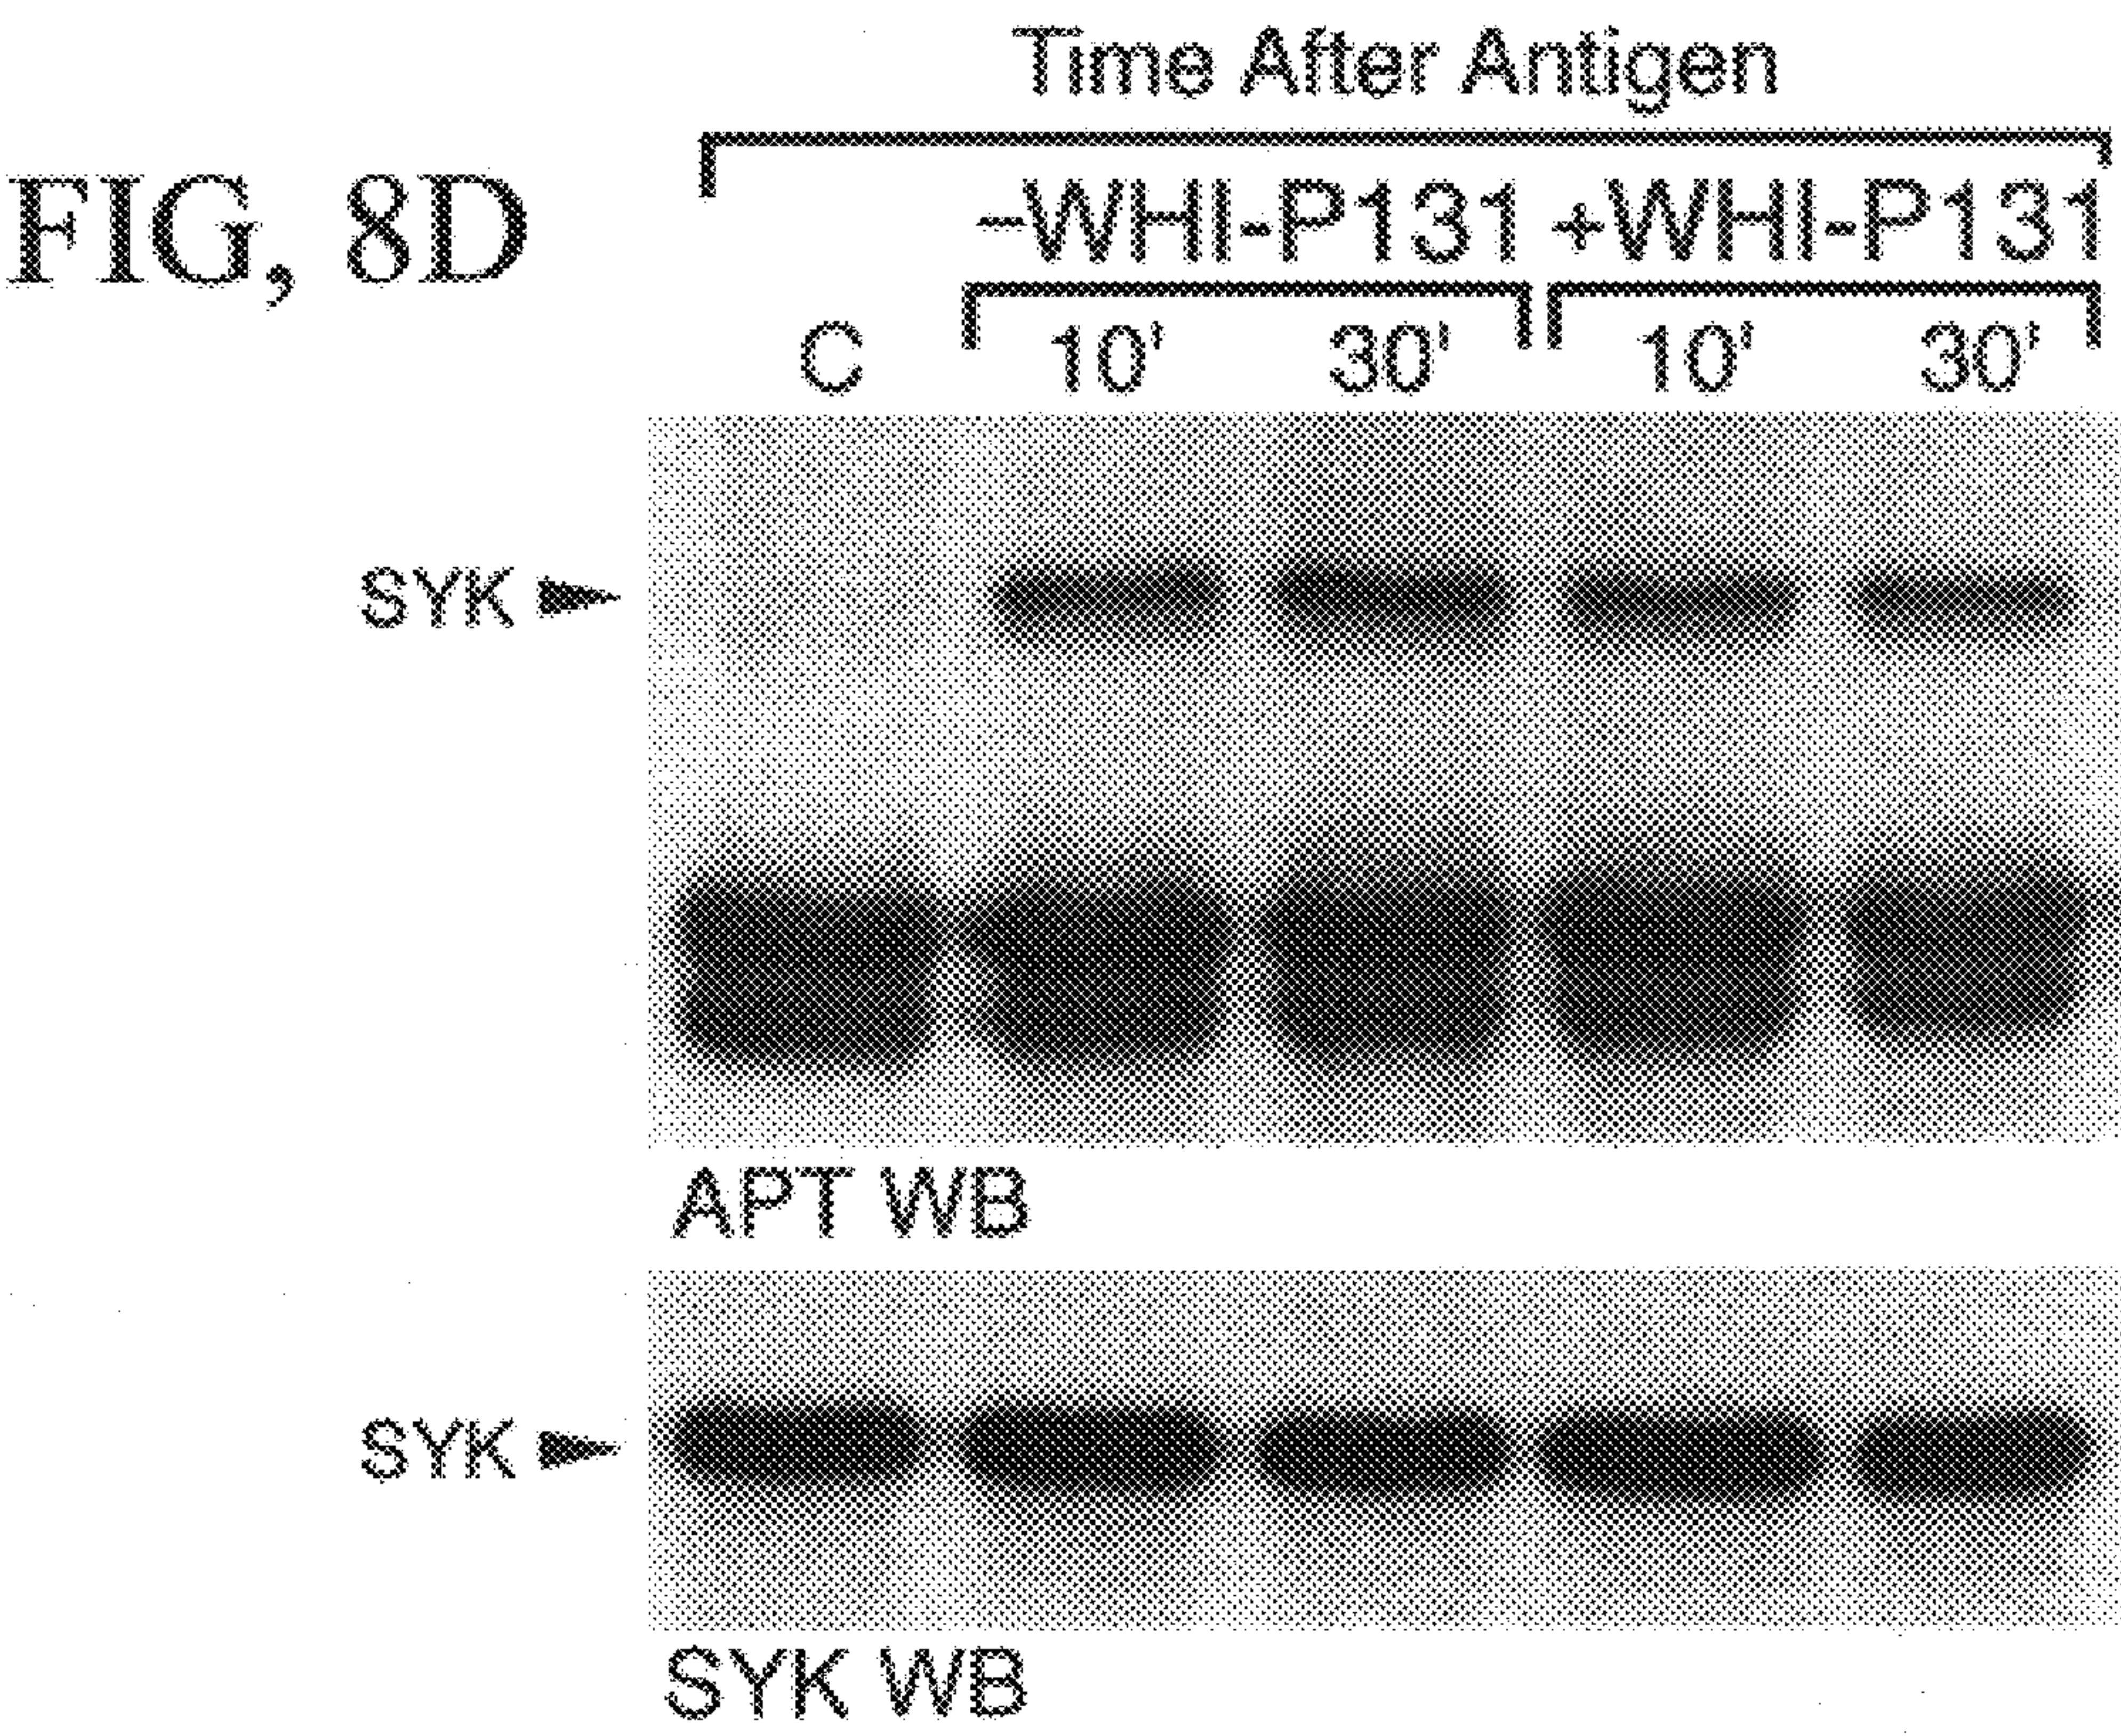 Time After Antigen
FIG, 8D
–WHI-P131 +WHI-P131
C 10' 30' 10' 30'
SYK
APT WB
SYK
SYK WB